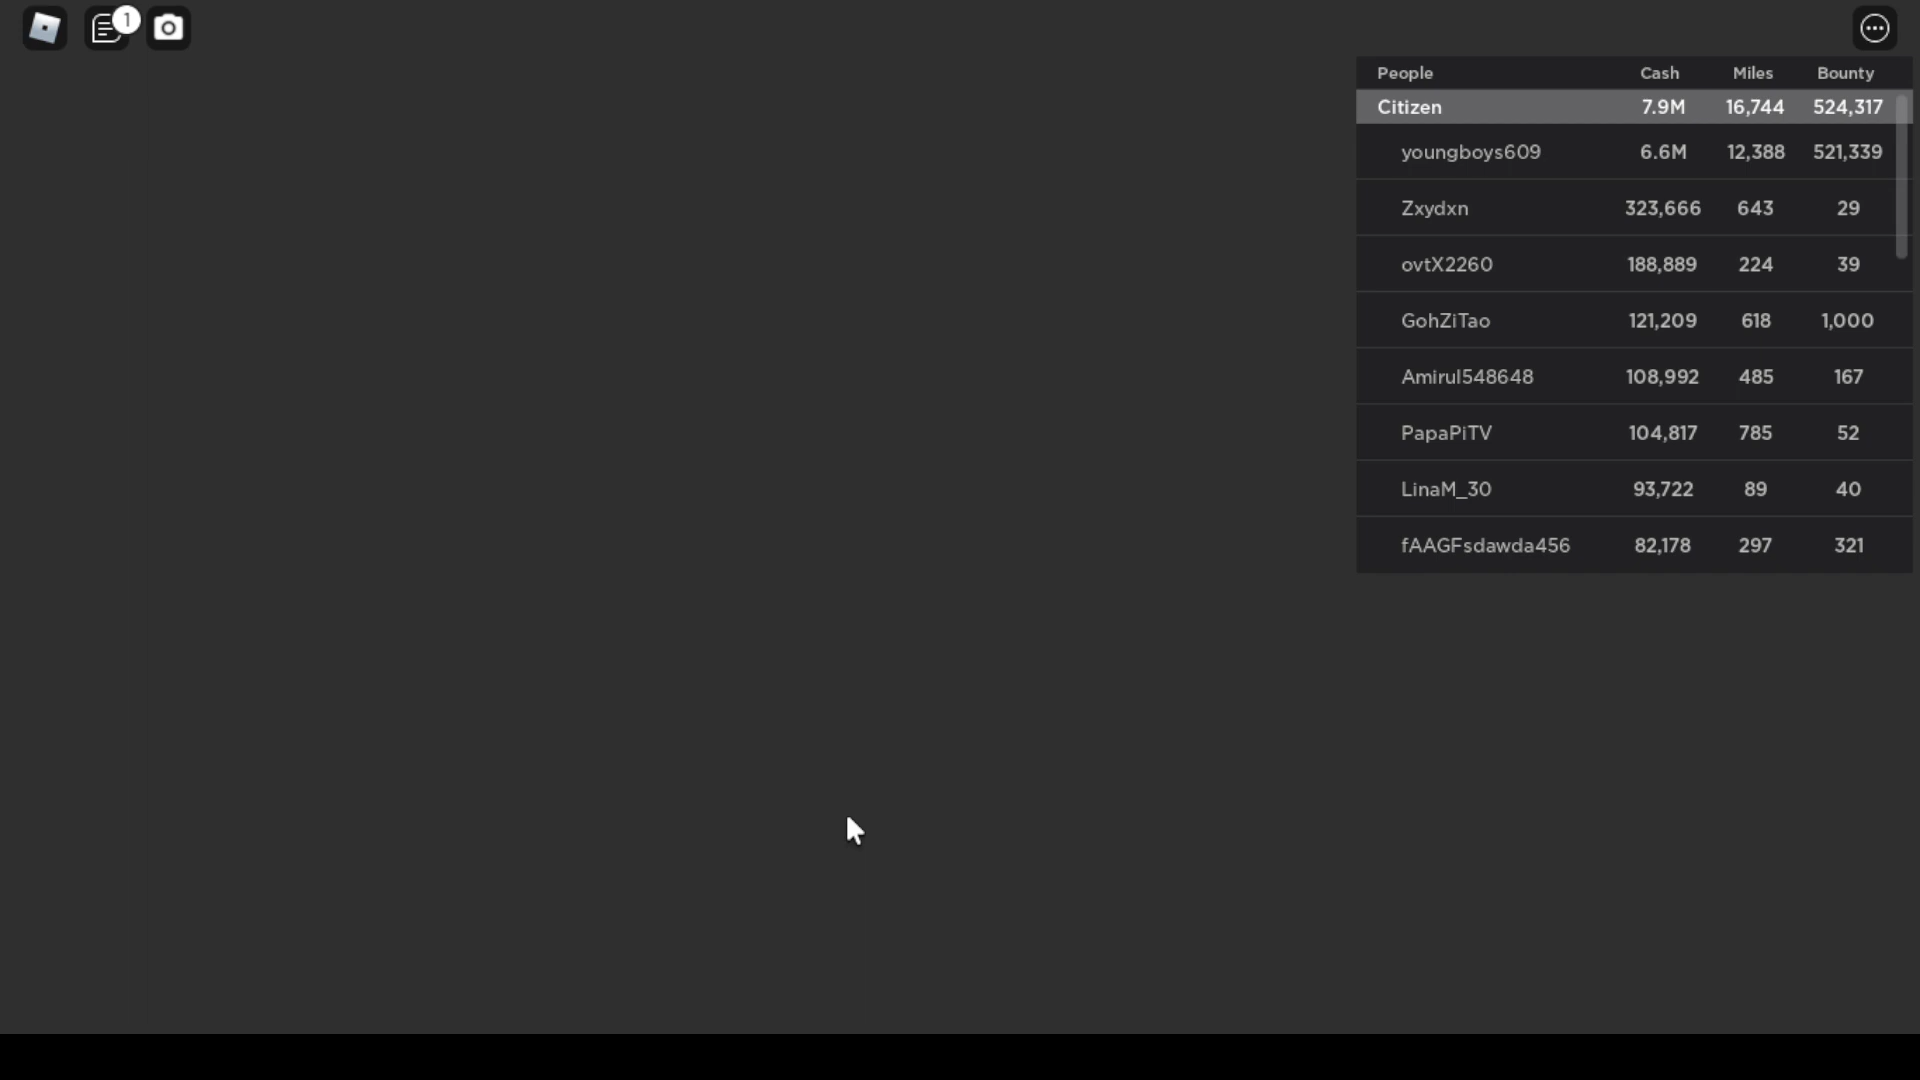 1
People Cash Miles Bounty
Citizen 7.9M 16,744 524,317
youngboys609 6.6M 12,388 521,339
Zxydxn 323,666 643 29
ovtX2260 188,889 224 39
GohZiTao 121,209 618 1,000
Amirul548648 108,992 485 167
PapaPiTV 104,817 785 52
LinaM_30 93,722 89 40
fAAGFsdawda456 82,178 297 321